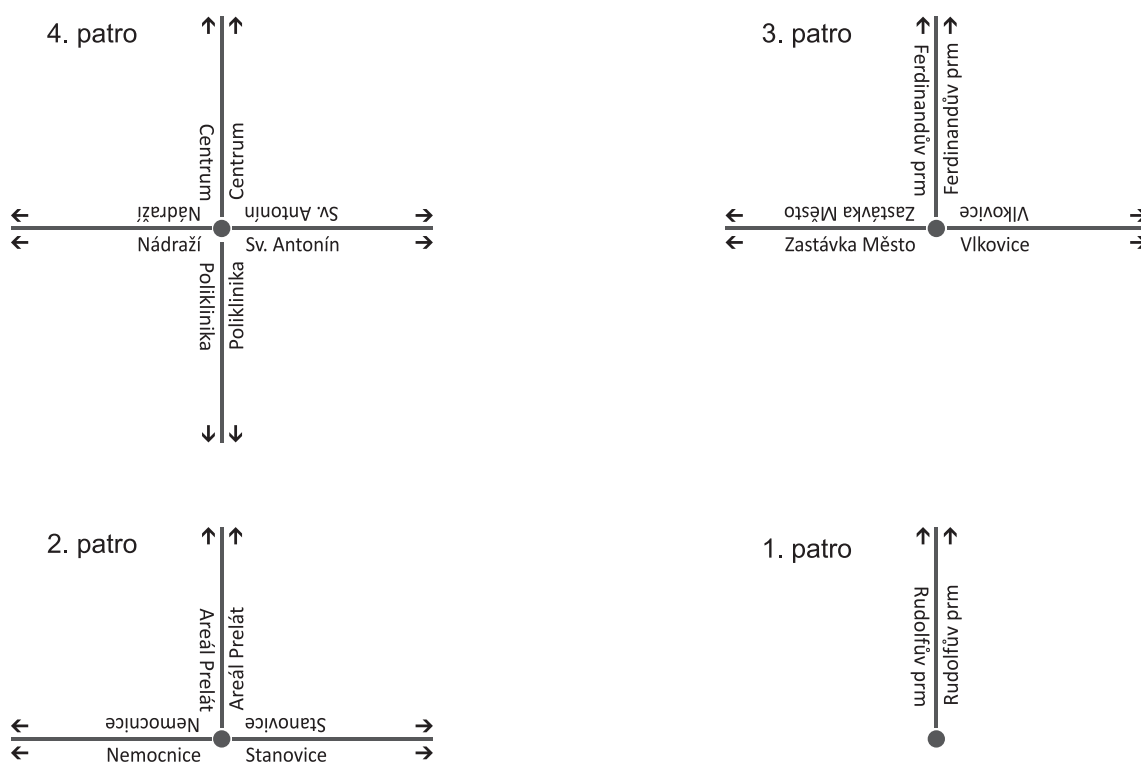 4. patro
Centrum
Centrum
Nádraží
Sv. Antonín
Nádraží
Sv. Antonín
Poliklinika
Poliklinika
3. patro
Ferdinandův prm
Ferdinandův prm
Zastávka Město
Vlkovice
Zastávka Město
Vlkovice
2. patro
Areál Prelát
Areál Prelát
Nemocnice
Stanovice
Nemocnice
Stanovice
1. patro
Rudolfův prm
Rudolfův prm